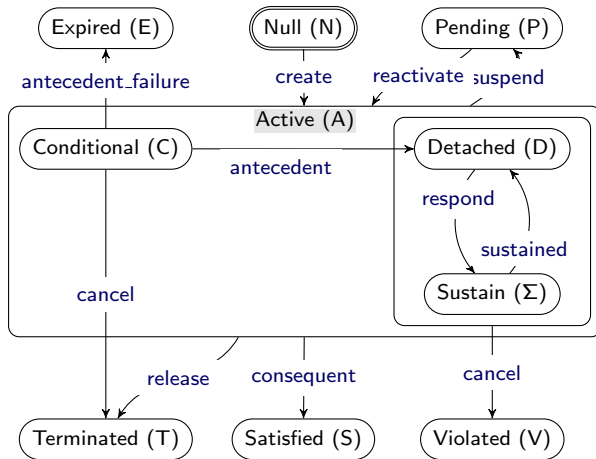 Expired (E)
Null (N)
Pending (P)
antecedent_failure
create
reactivate
suspend
Active (A)
Conditional (C)
Detached (D)
antecedent
respond
sustained
Sustain (Σ)
cancel
release
consequent
cancel
Terminated (T)
Satisfied (S)
Violated (V)